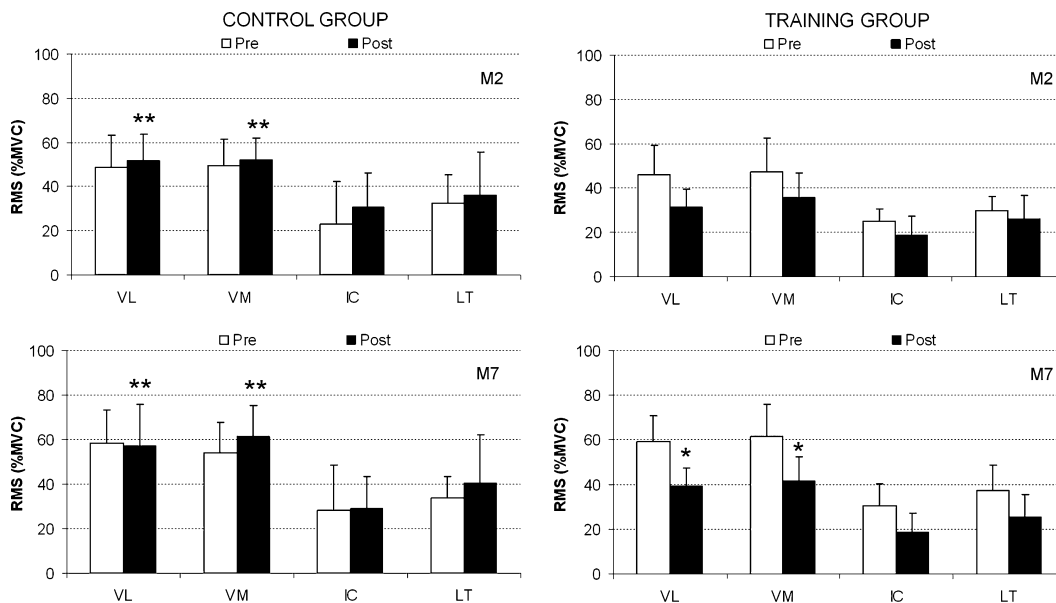 CONTROL GROUP
Pre Post
100
80
60
40
20
0
RMS (%MVC)
M2
** **
VL VM IC LT
TRAINING GROUP
Pre Post
100
80
60
40
20
0
RMS (%MVC)
M2
VL VM IC LT
Pre Post
100
80
60
40
20
0
RMS (%MVC)
M7
** **
VL VM IC LT
Pre Post
100
80
60
40
20
0
RMS (%MVC)
M7
* *
VL VM IC LT